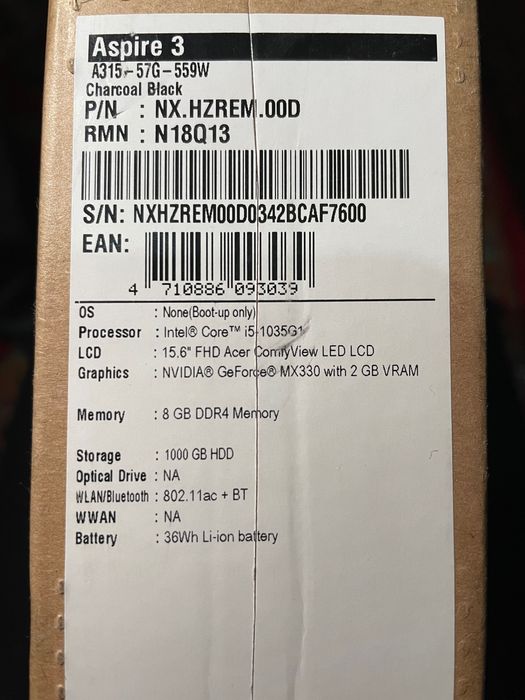 Aspire 3
A315-57G-559W
Charcoal Black
P/N : NX.HZREM.00D
RMN : N18Q13
S/N: NXHZREM00D0342BCAF7600
EAN:
4 710886 093039
OS : None(Boot-up only)
Processor : Intel® Core™ i5-1035G1
LCD : 15.6" FHD Acer ComfyView LED LCD
Graphics : NVIDIA® GeForce® MX330 with 2 GB VRAM
Memory : 8 GB DDR4 Memory
Storage : 1000 GB HDD
Optical Drive : NA
WLAN/Bluetooth : 802.11ac + BT
WWAN : NA
Battery : 36Wh Li-ion battery